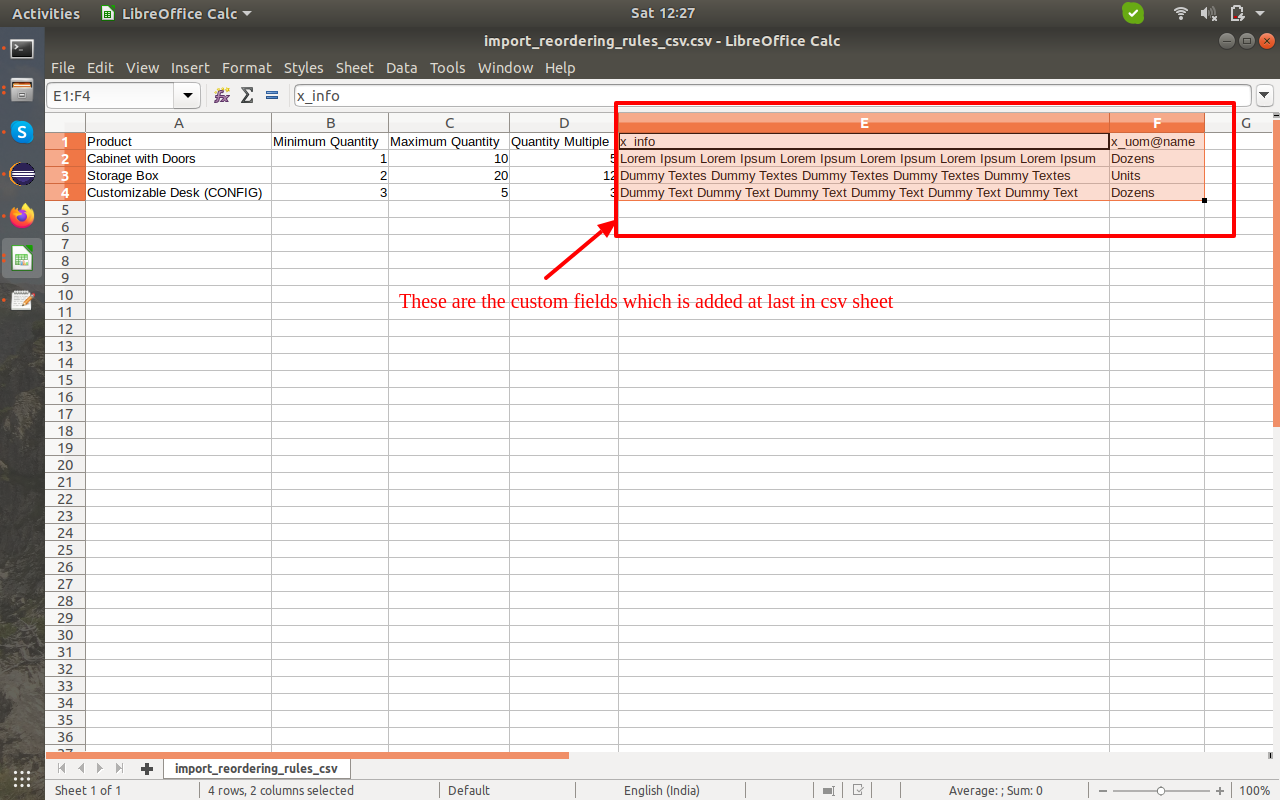 Activities LibreOffice Calc Sat 12:27
import_reordering_rules_csv.csv - LibreOffice Calc
File Edit View Insert Format Styles Sheet Data Tools Window Help
E1:F4 x_info
A B C D E F G
1 Product Minimum Quantity Maximum Quantity Quantity Multiple x_info x_uom@name
2 Cabinet with Doors 1 10 5 Lorem Ipsum Lorem Ipsum Lorem Ipsum Lorem Ipsum Lorem Ipsum Lorem Ipsum Dozens
3 Storage Box 2 20 12 Dummy Textes Dummy Textes Dummy Textes Dummy Textes Dummy Textes Units
4 Customizable Desk (CONFIG) 3 5 3 Dummy Text Dummy Text Dummy Text Dummy Text Dummy Text Dummy Text Dozens
5
6
7
8
9
10
These are the custom fields which is added at last in csv sheet
11
12
13
14
15
16
17
18
19
20
21
22
23
24
25
26
27
28
29
30
31
32
33
34
35
36
37
import_reordering_rules_csv
Sheet 1 of 1 4 rows, 2 columns selected Default English (India) Average: ; Sum: 0 100%